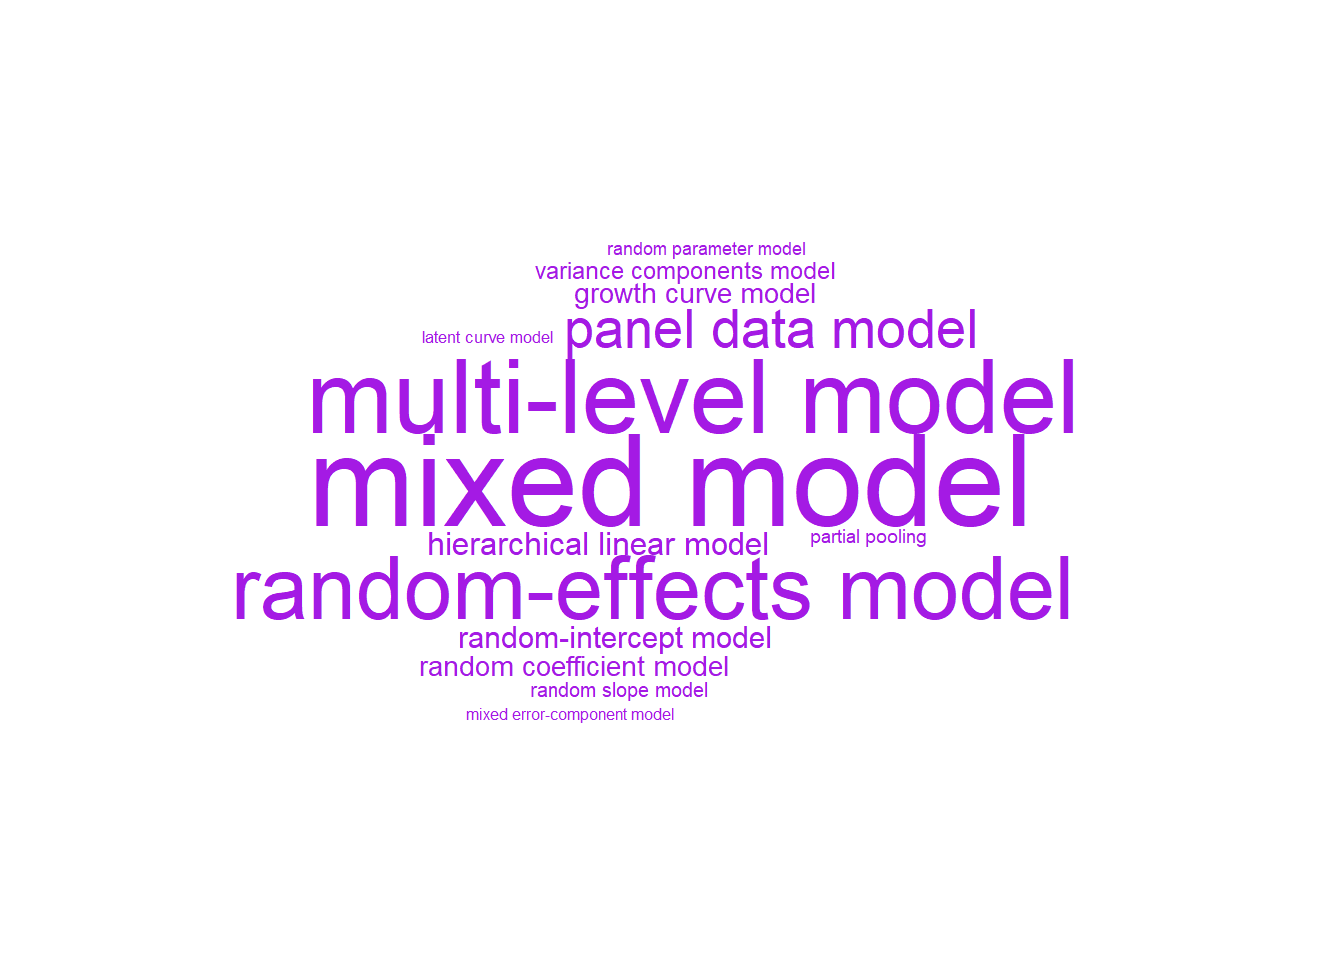 random parameter model
variance components model
growth curve model
panel data model
latent curve model
multi-level model
mixed model
hierarchical linear model
partial pooling
random-effects model
random-intercept model
random coefficient model
random slope model
mixed error-component model